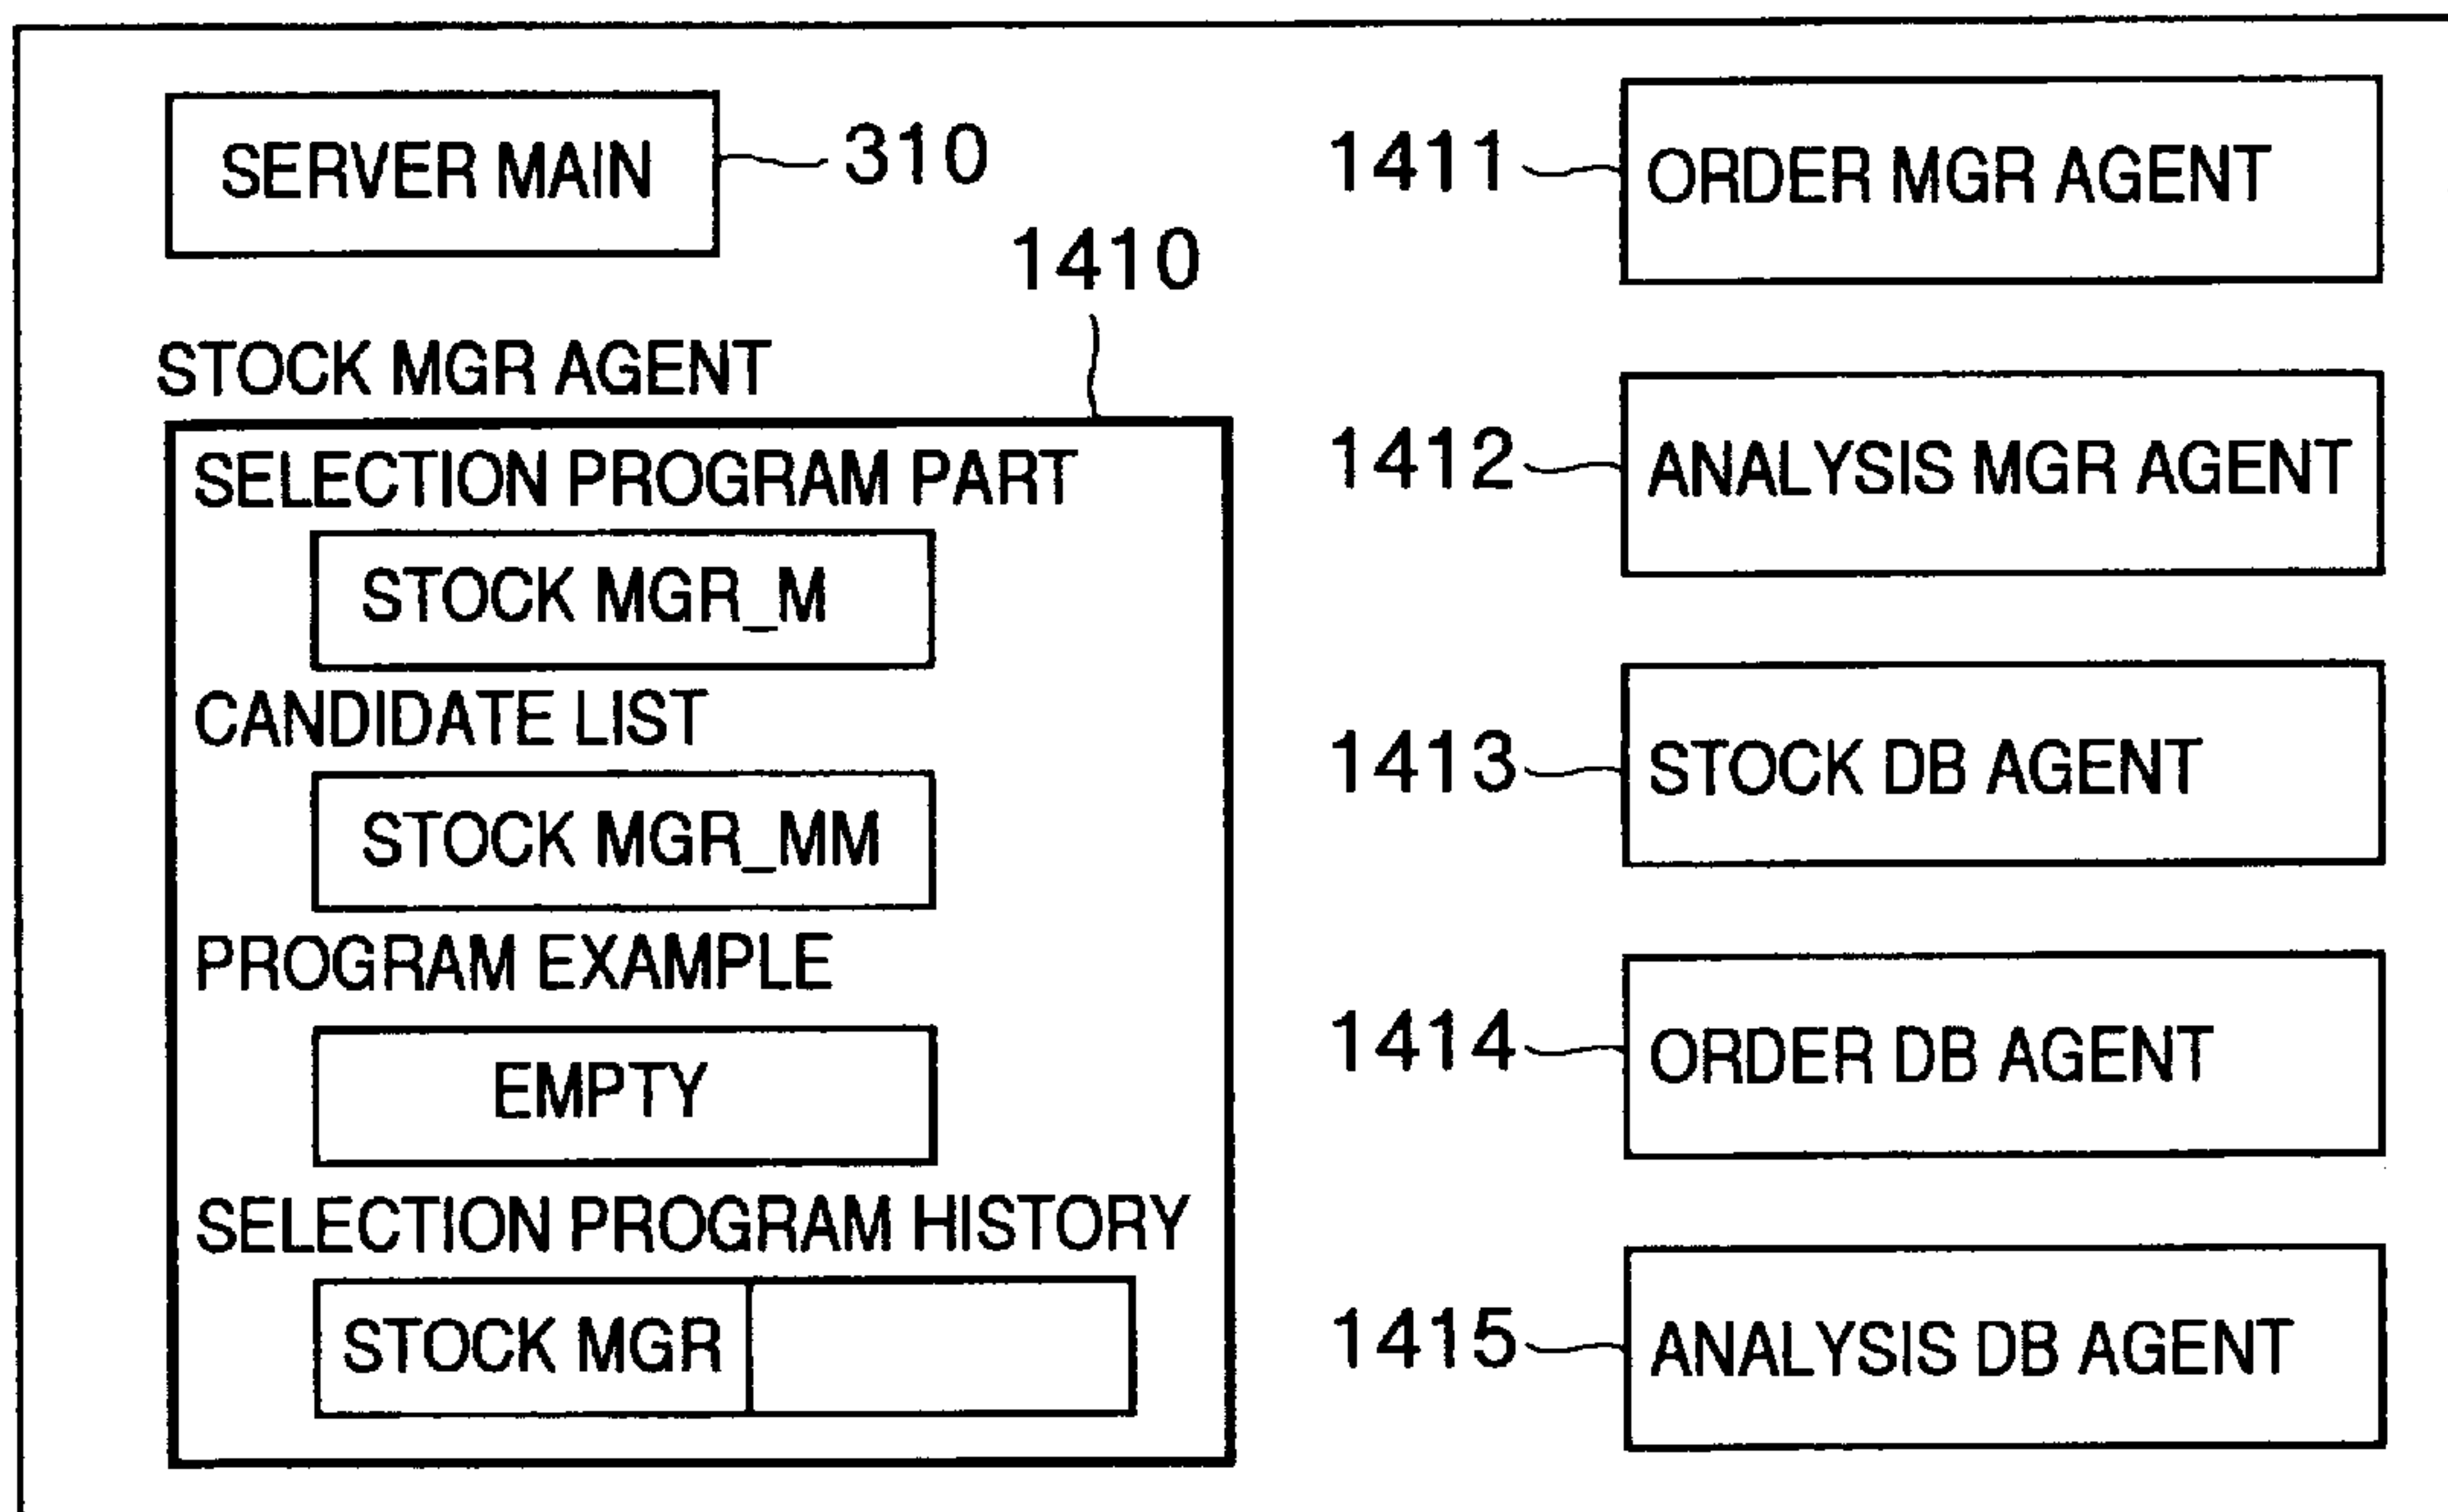 SERVER MAIN
310
1410
STOCK MGR AGENT
SELECTION PROGRAM PART
STOCK MGR_M
CANDIDATE LIST
STOCK MGR_MM
PROGRAM EXAMPLE
EMPTY
SELECTION PROGRAM HISTORY
STOCK MGR
1411
ORDER MGR AGENT
1412
ANALYSIS MGR AGENT
1413
STOCK DB AGENT
1414
ORDER DB AGENT
1415
ANALYSIS DB AGENT